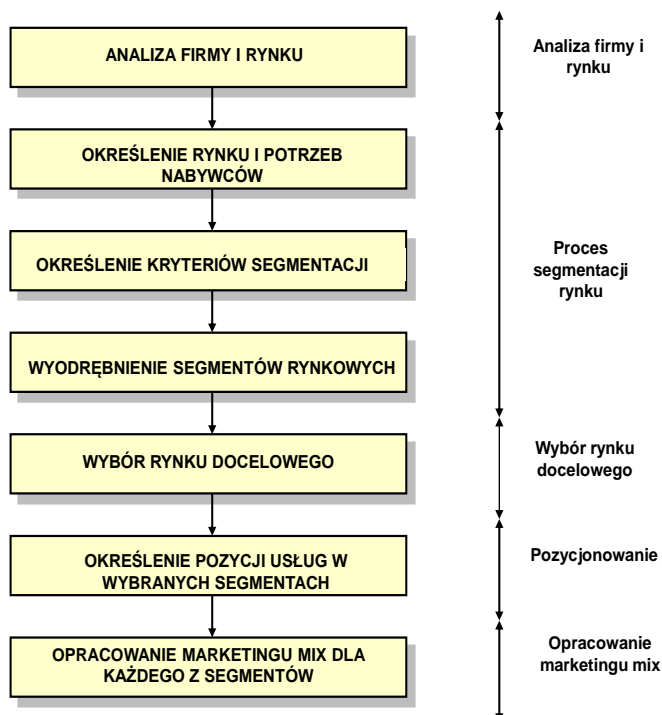 ANALIZA FIRMY I RYNKU
Analiza firmy i
rynku
OKREŚLENIE RYNKU I POTRZEB
NABYWCÓW
OKREŚLENIE KRYTERIÓW SEGMENTACJI
WYODRĘBNIENIE SEGMENTÓW RYNKOWYCH
Proces
segmentacji
rynku
WYBÓR RYNKU DOCELOWEGO
Wybór rynku
docelowego
OKREŚLENIE POZYCJI USŁUG W
WYBRANYCH SEGMENTACH
Pozycjonowanie
OPRACOWANIE MARKETINGU MIX DLA
KAŻDEGO Z SEGMENTÓW
Opracowanie
marketingu mix